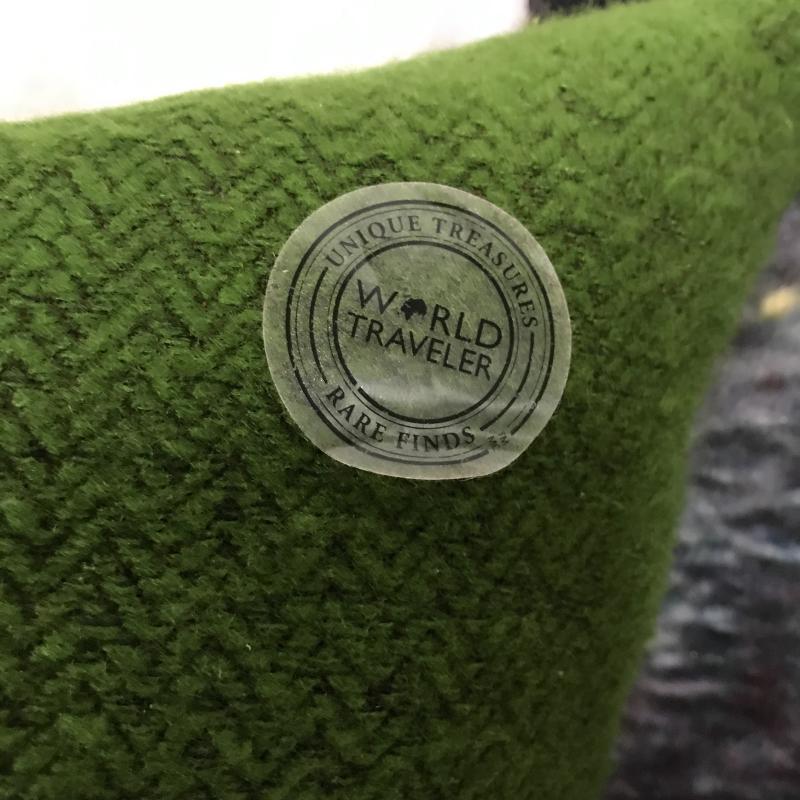 UNIQUE TREASURES
WORLD
TRAVELER
RARE FINDS